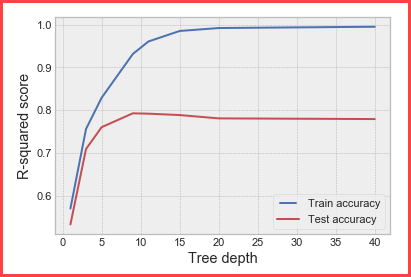 1.0
0.9
0.8
0.7
0.6
R-squared score
0 5 10 15 20 25 30 35 40
Tree depth
Train accuracy
Test accuracy